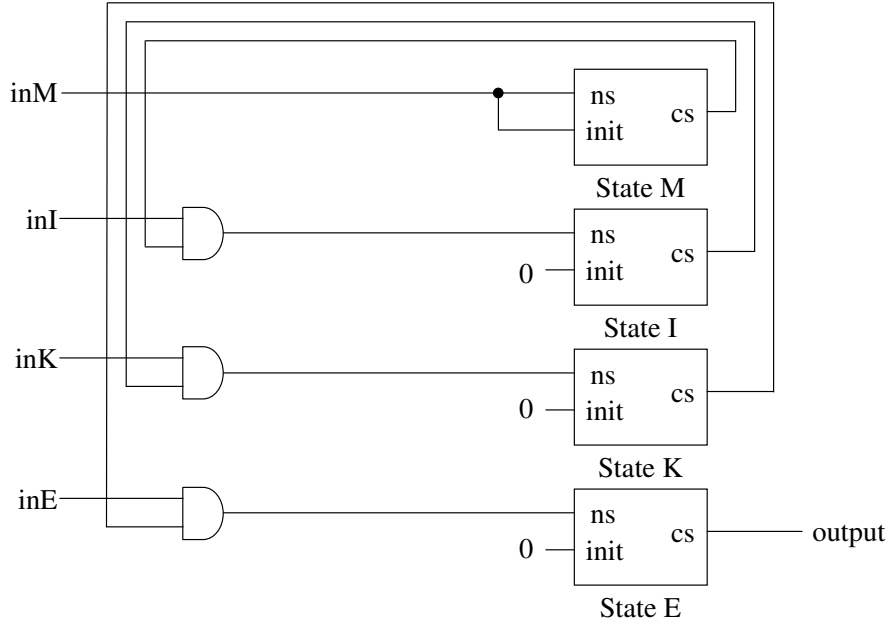 inM
ns
init
cs
State M
inI
ns
0
init
cs
State I
inK
ns
0
init
cs
State K
inE
ns
0
init
cs
output
State E